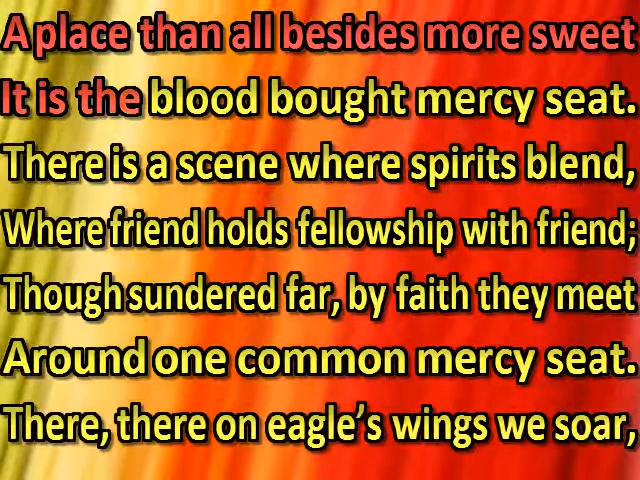 A place than all besides more sweet
It is the blood bought mercy seat.
There is a scene where spirits blend,
Where friend holds fellowship with friend;
Though sundered far, by faith they meet
Around one common mercy seat.
There, there on eagle's wings we soar,